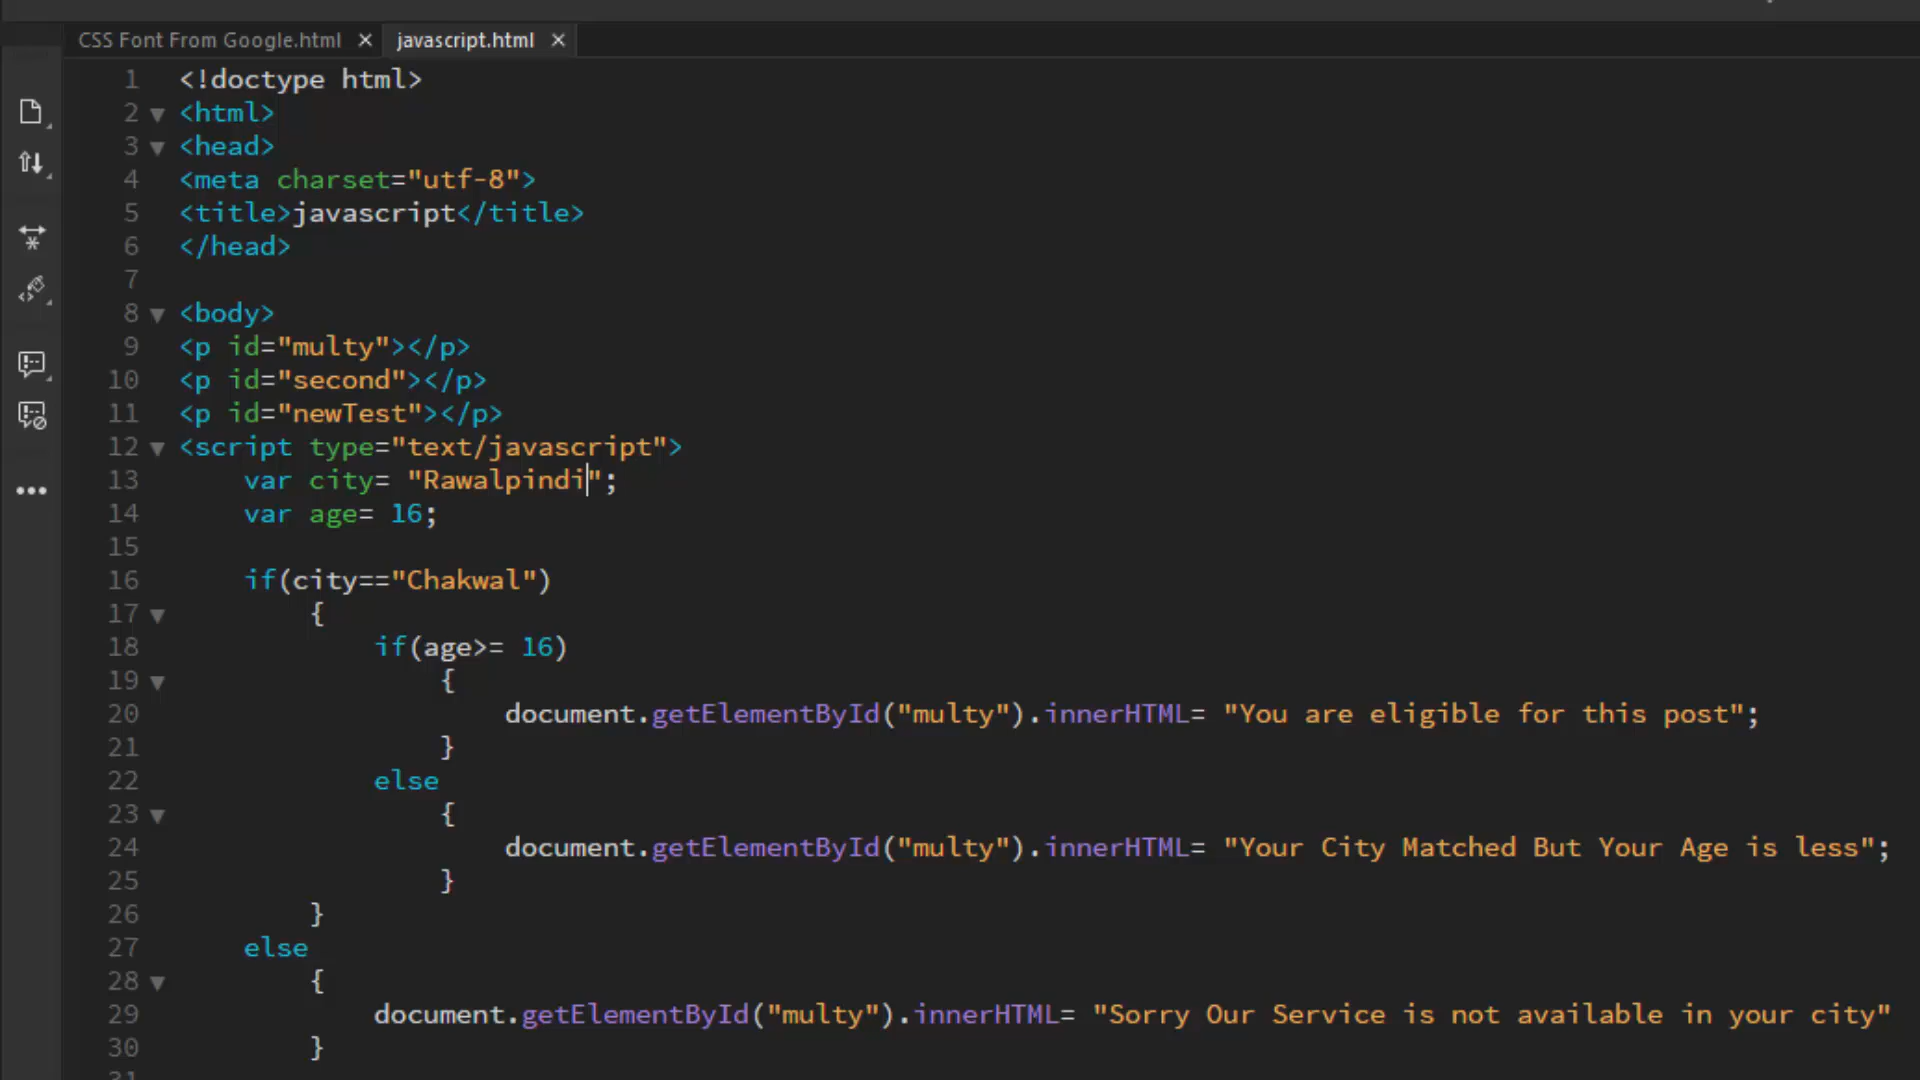 CSS Font From Google.html × javascript.html ×
1 <!doctype html>
2 <html>
3 <head>
4 <meta charset="utf-8">
5 <title>javascript</title>
6 </head>
7
8 <body>
9 <p id="multy"></p>
10 <p id="second"></p>
11 <p id="newTest"></p>
12 <script type="text/javascript">
13 var city= "Rawalpindi";
14 var age= 16;
15
16 if(city=="Chakwal")
17 {
18 if(age>= 16)
19 {
20 document.getElementById("multy").innerHTML= "You are eligible for this post";
21 }
22 else
23 {
24 document.getElementById("multy").innerHTML= "Your City Matched But Your Age is less";
25 }
26 }
27 else
28 {
29 document.getElementById("multy").innerHTML= "Sorry Our Service is not available in your city"
30 }
31